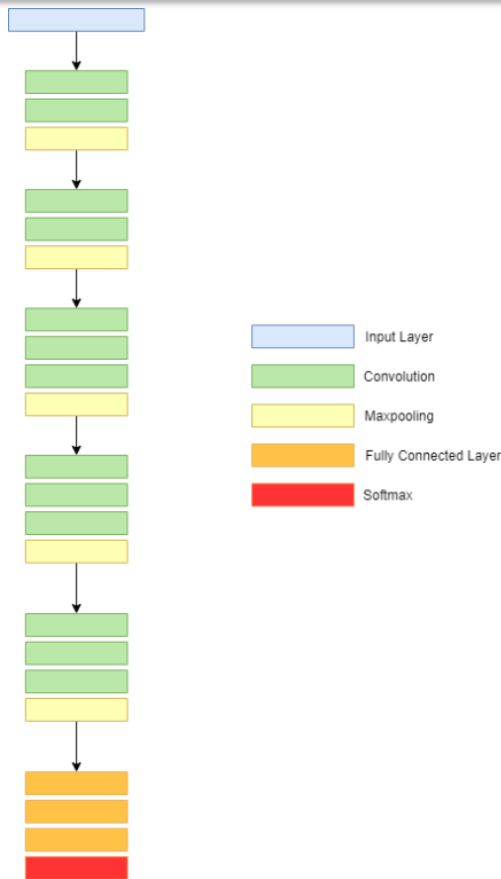 Input Layer
Convolution
Maxpooling
Fully Connected Layer
Softmax